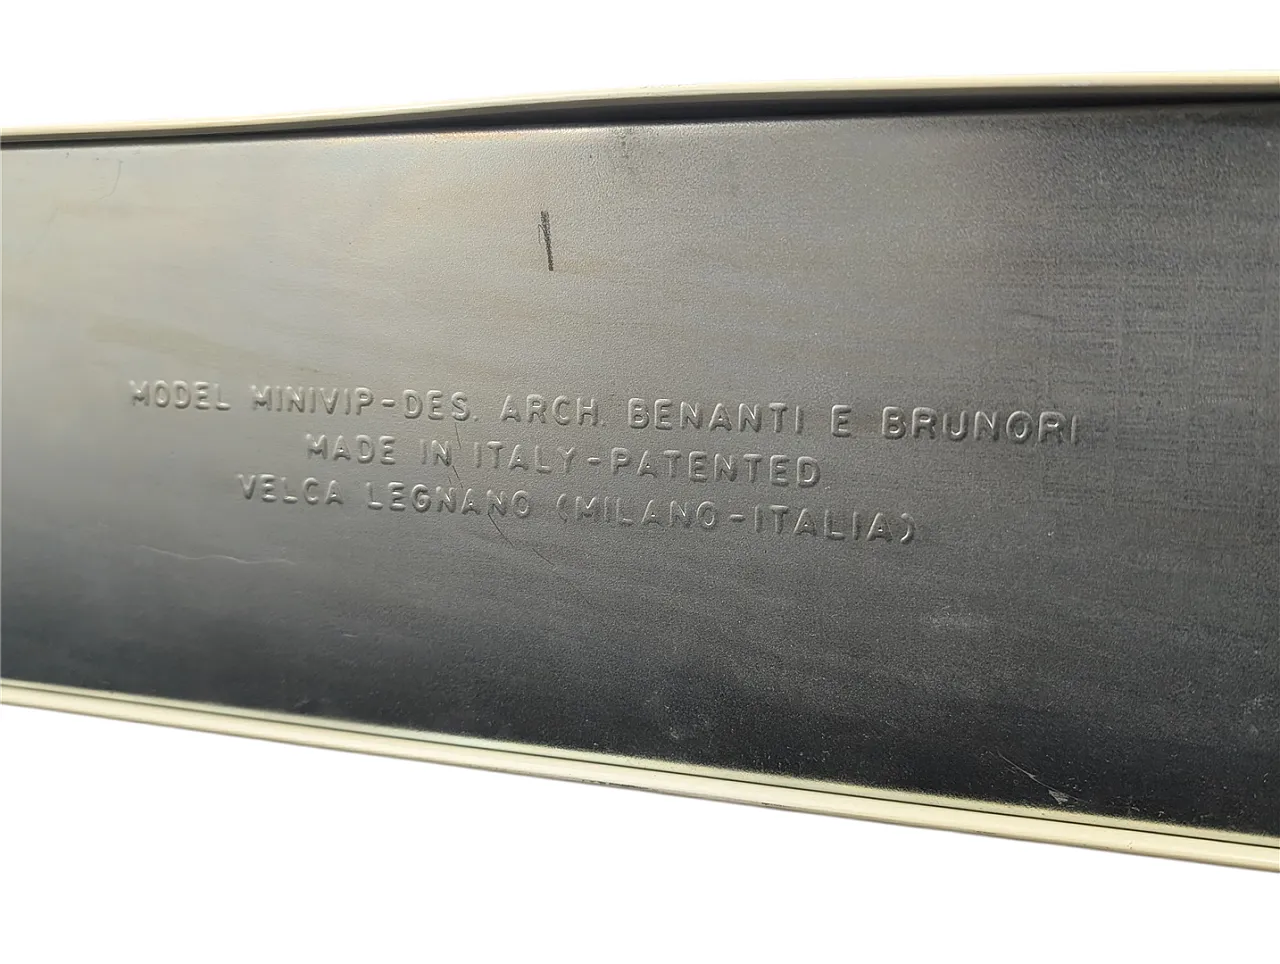 MODEL MINIVIP-DES. ARCH. BENANTI E BRUNORI
MADE IN ITALY-PATENTED
VELCA LEGNANO (MILANO-ITALIA)